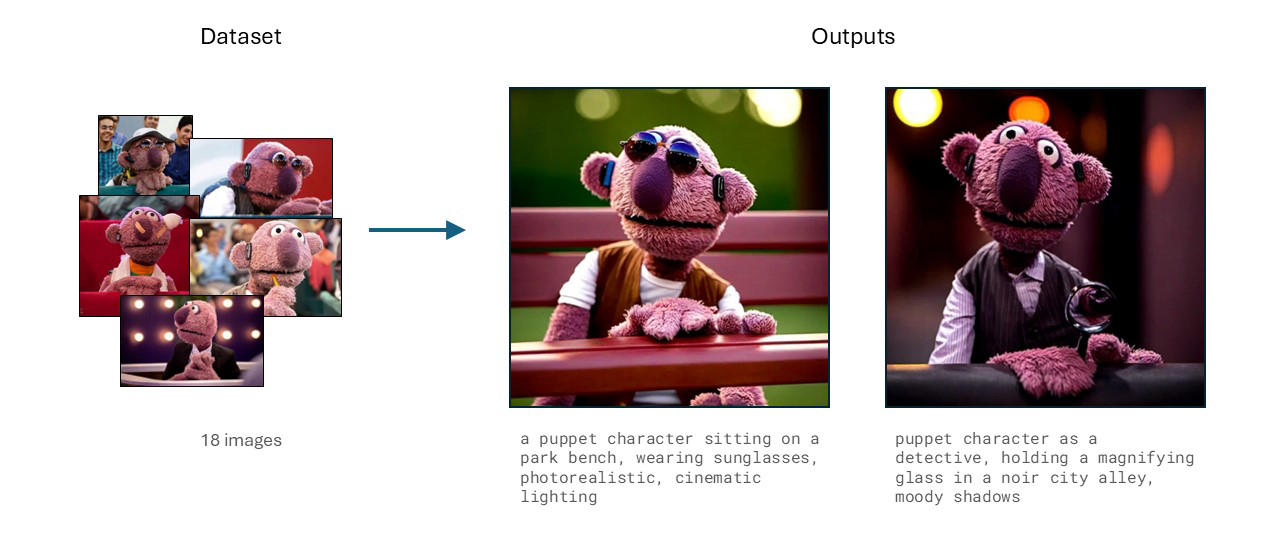 Dataset
Outputs
18 images
a puppet character sitting on a
park bench, wearing sunglasses,
photorealistic, cinematic
lighting
puppet character as a
detective, holding a magnifying
glass in a noir city alley,
moody shadows